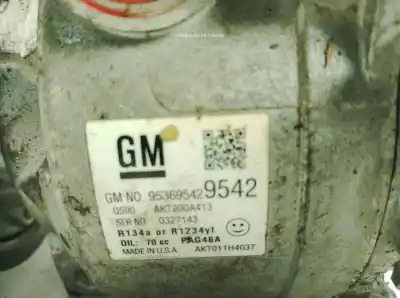 GM
GM NO. 95369542 9542
QS90 AKT200A413
SER NO 0327143
R134a or R1234yf
OIL: 70 cc PAG46A
MADE IN U.S.A AKT011H4037